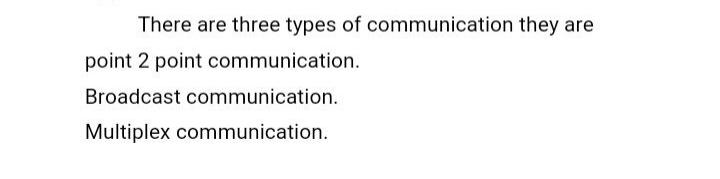 There are three types of communication they are
point 2 point communication.
Broadcast communication.
Multiplex communication.